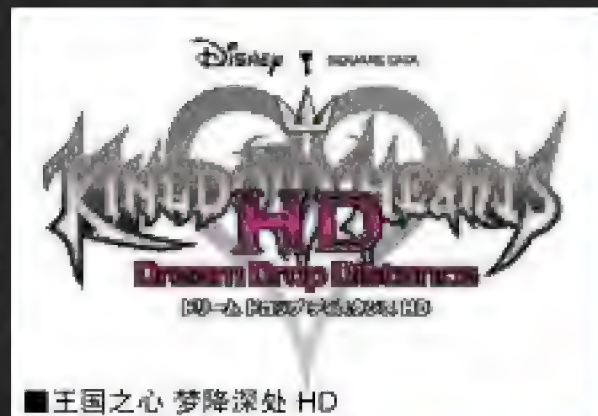 Disney SQUARE ENIX
KINGDOM HEARTS
HD
Dream Drop Distance
ドリーム ドロップ ディスタンス HD
■王国之心 梦降深处 HD